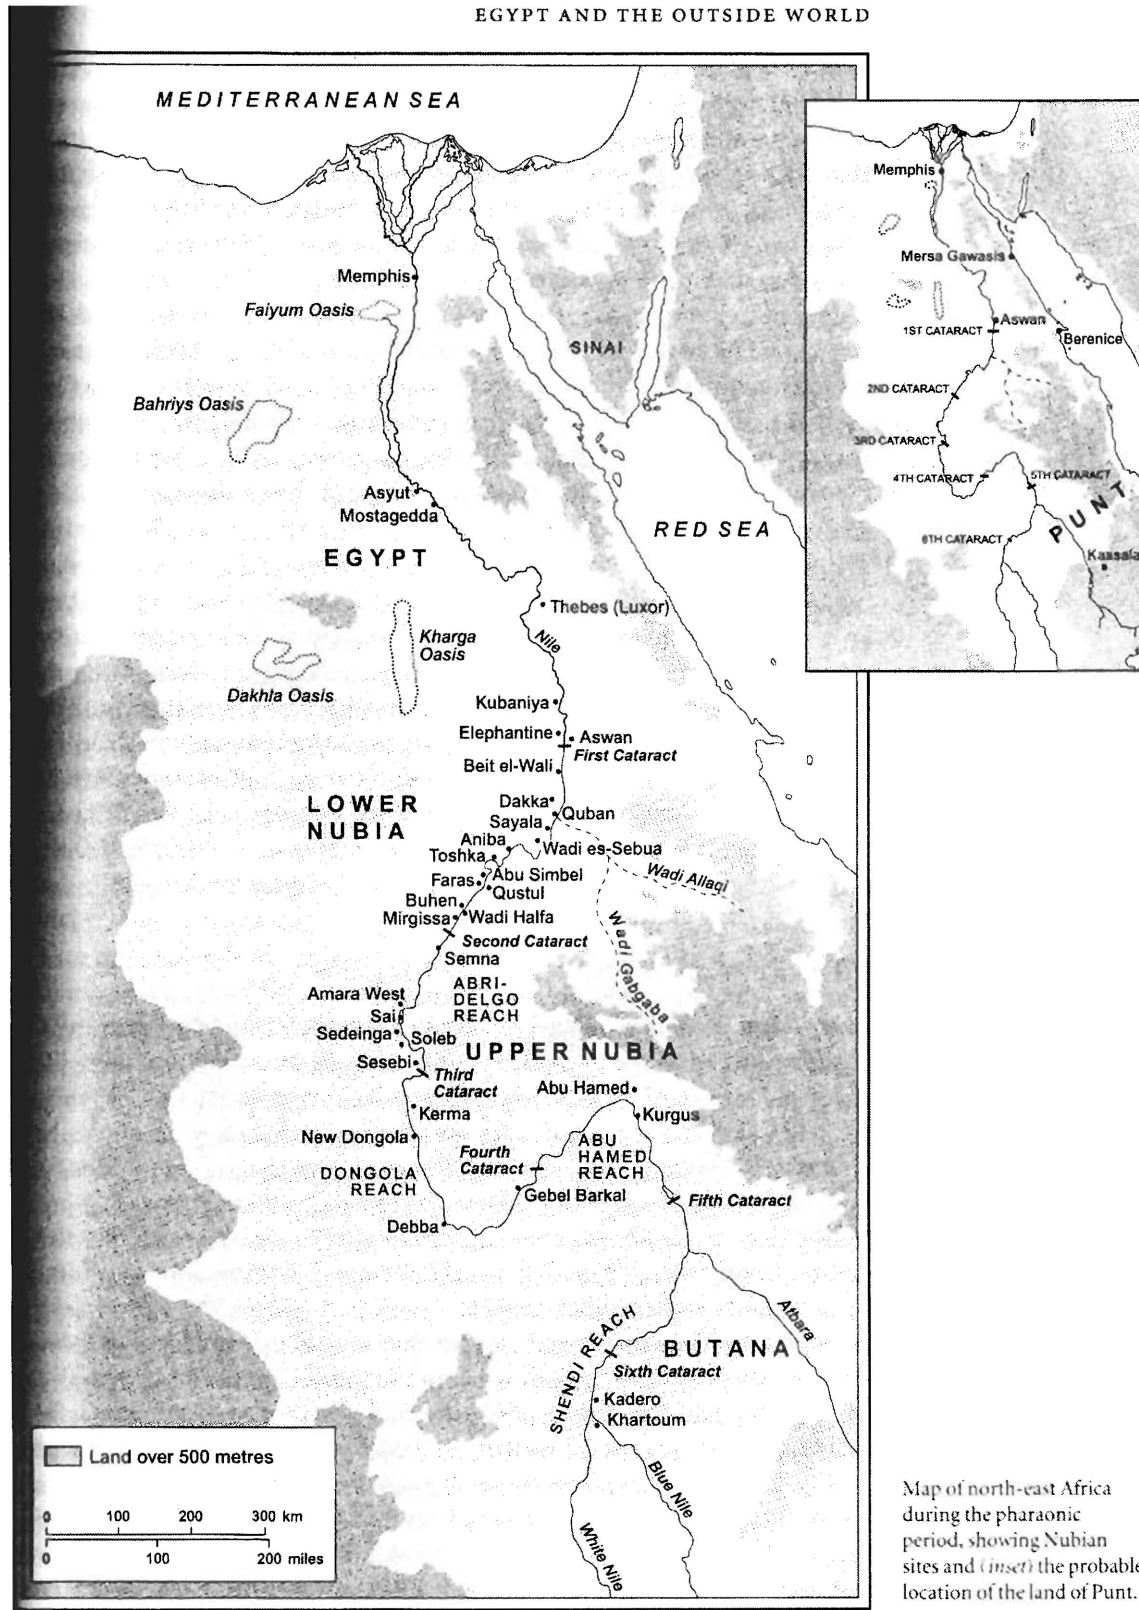 EGYPT AND THE OUTSIDE WORLD
MEDITERRANEAN SEA
Memphis
Faiyum Oasis
SINAI
Bahriys Oasis
Asyut
Mostagedda
EGYPT
RED SEA
Thebes (Luxor)
Nile
Kharga
Oasis
Dakhla Oasis
Kubaniya
Elephantine
Aswan
First Cataract
Beit el-Wali
LOWER
NUBIA
Dakka
Quban
Sayala
Aniba
Wadi es-Sebua
Toshka
Abu Simbel
Wadi Allaqi
Faras
Qustul
Buhen
Mirgissa
Wadi Halfa
Second Cataract
Wadi Gabgaba
Semna
ABRI-
DELGO
REACH
Amara West
Sai
Sedeinga
Soleb
UPPER NUBIA
Sesebi
Third
Cataract
Abu Hamed
Kerma
Kurgus
New Dongola
ABU
HAMED
REACH
Fourth
Cataract
DONGOLA
REACH
Gebel Barkal
Fifth Cataract
Debba
Atbara
SHENDI REACH
BUTANA
Sixth Cataract
Kadero
Khartoum
Blue Nile
White Nile
Land over 500 metres
0 100 200 300 km
0 100 200 miles
Memphis
Mersa Gawasis
Aswan
1ST CATARACT
Berenice
2ND CATARACT
3RD CATARACT
4TH CATARACT
5TH CATARACT
PUNT
6TH CATARACT
Kassala
Map of north-east Africa
during the pharaonic
period, showing Nubian
sites and (inset) the probable
location of the land of Punt.